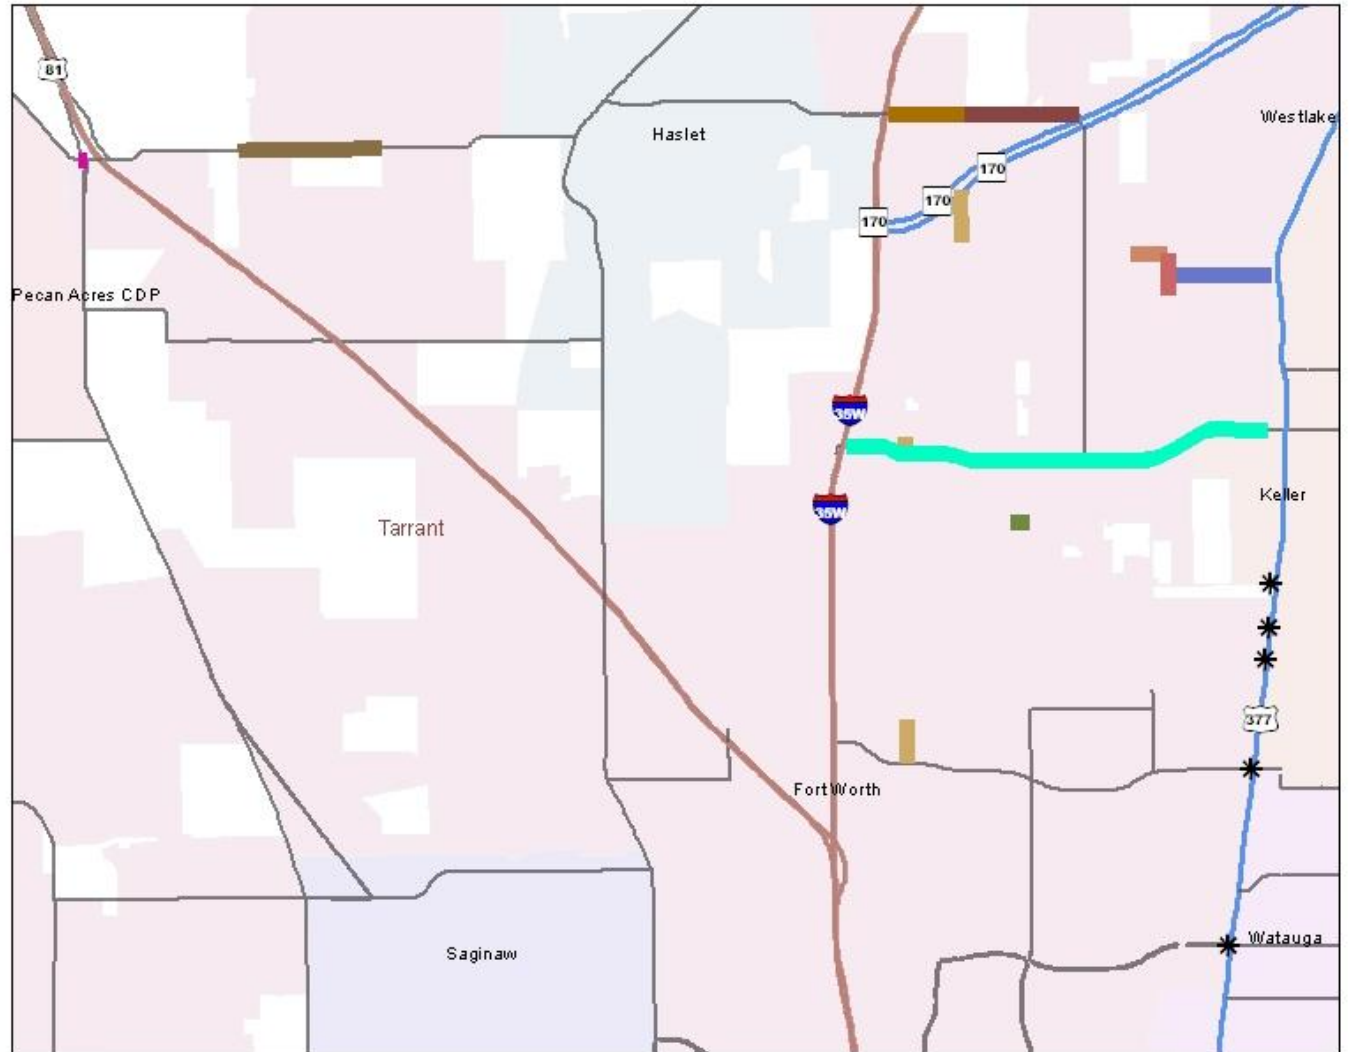 81
Westlake
Haslet
170
170
170
Pecan Acres CDP
35W
Keller
35W
Tarrant
377
Fort Worth
Watauga
Saginaw